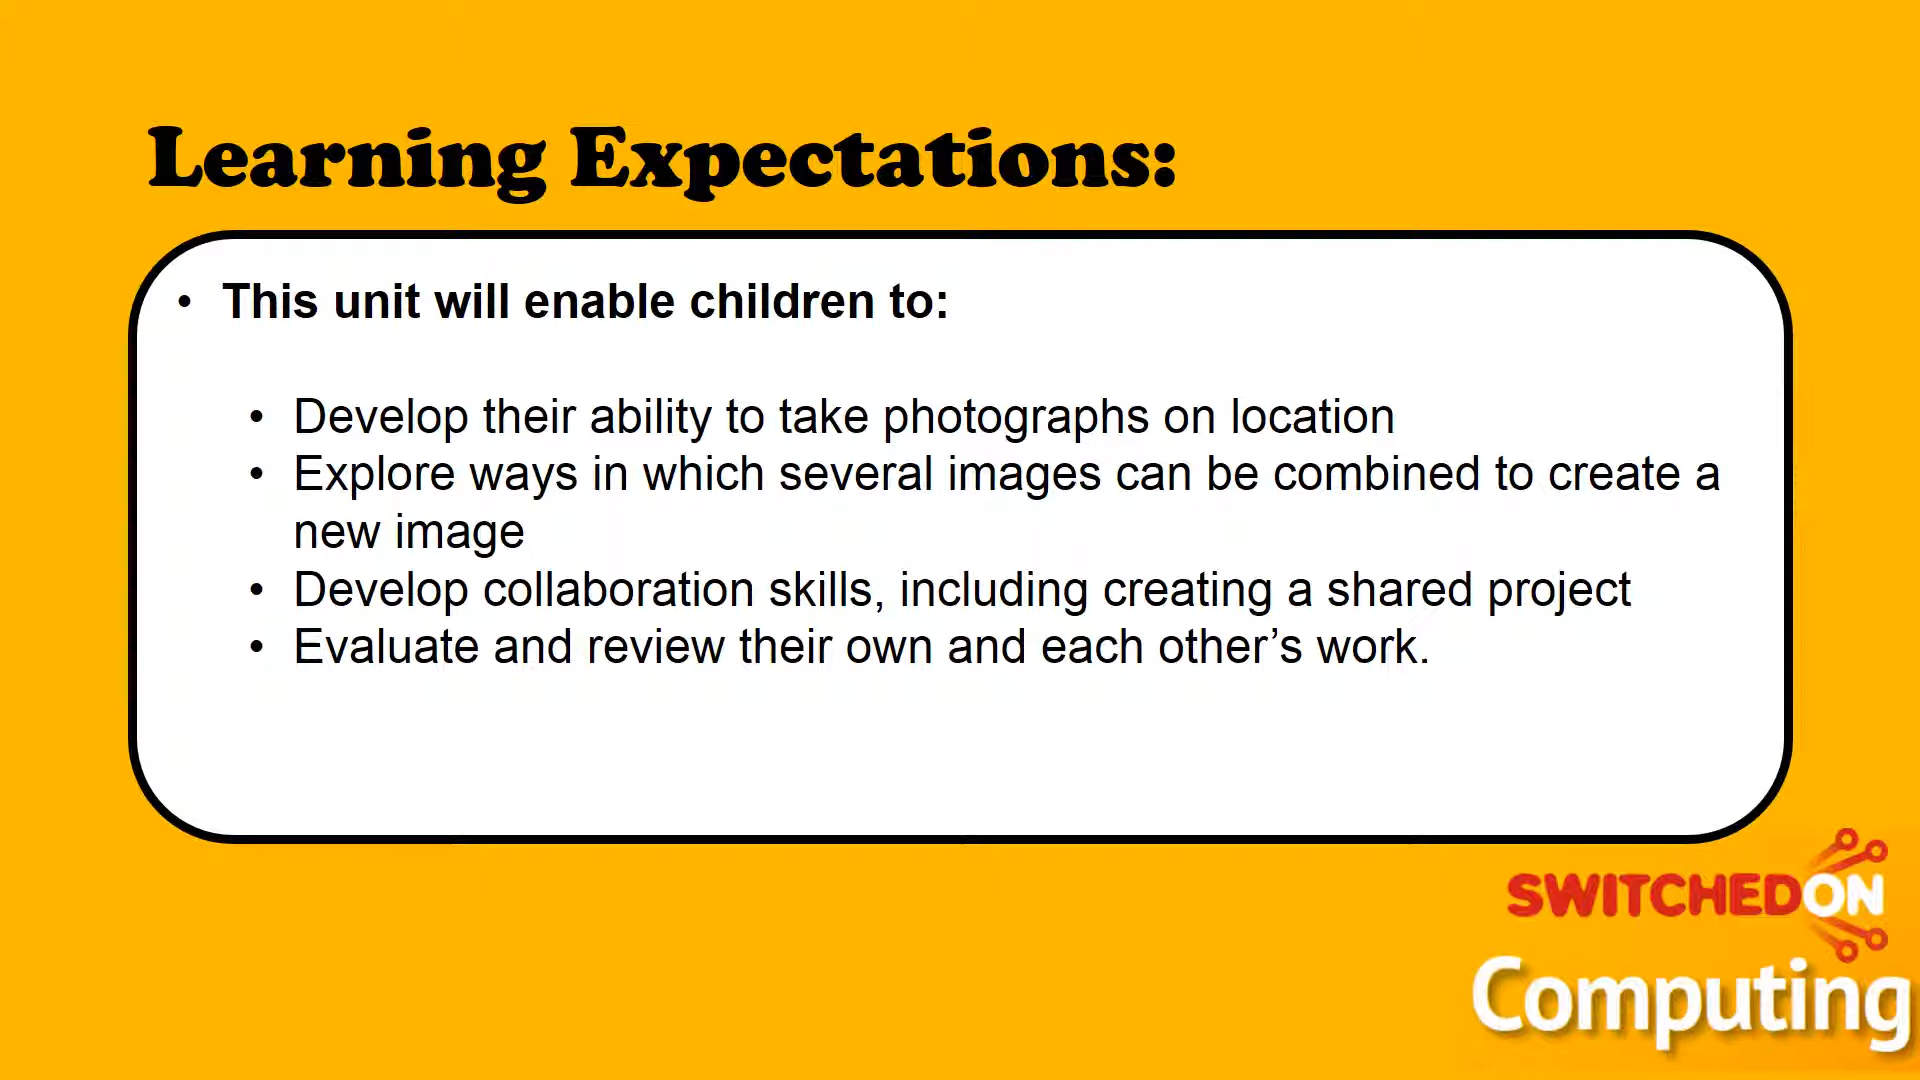 Learning Expectations:
• This unit will enable children to:
• Develop their ability to take photographs on location
• Explore ways in which several images can be combined to create a
new image
• Develop collaboration skills, including creating a shared project
• Evaluate and review their own and each other’s work.
SWITCHEDON
Computing